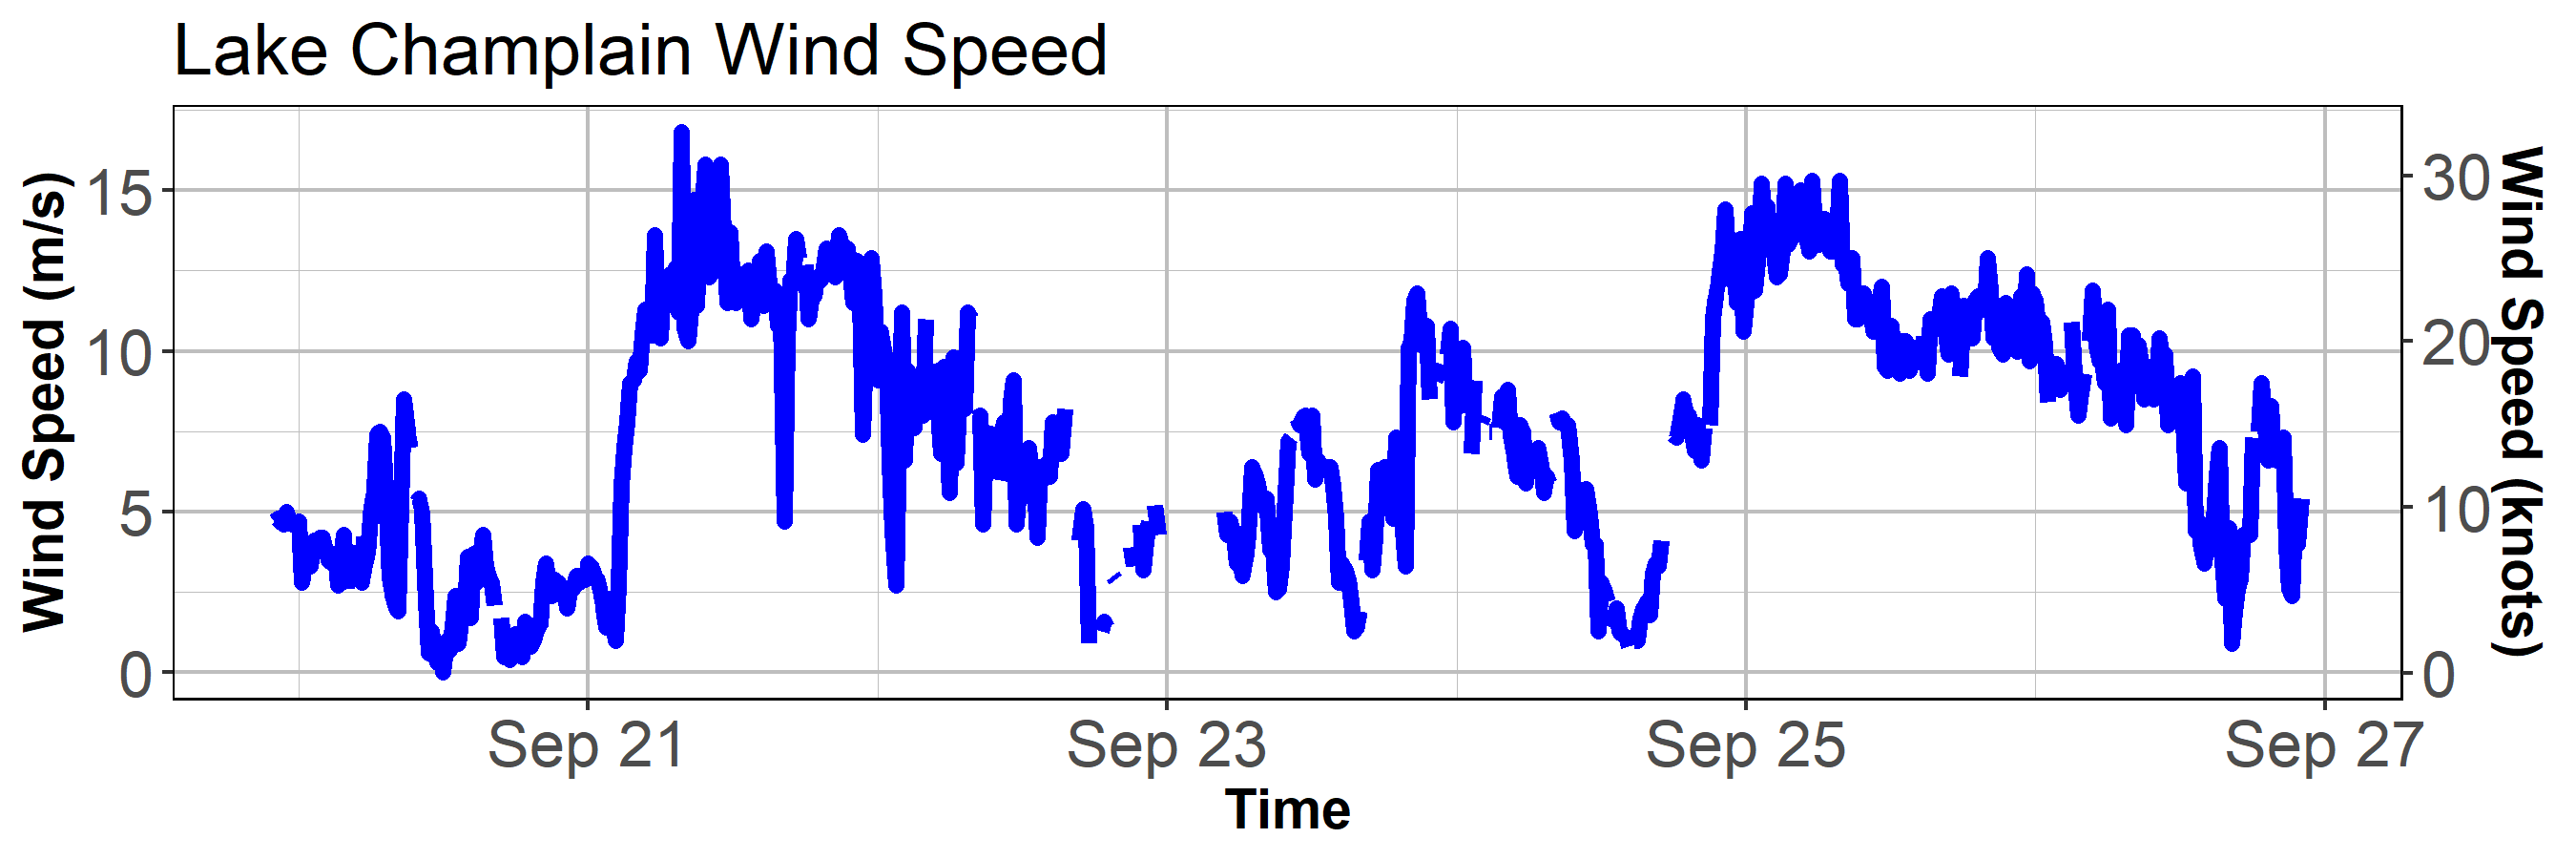 Lake Champlain Wind Speed
Wind Speed (m/s)
15
10
5
0
30
20
10
0
Wind Speed (knots)
Sep 21 Sep 23 Sep 25 Sep 27
Time